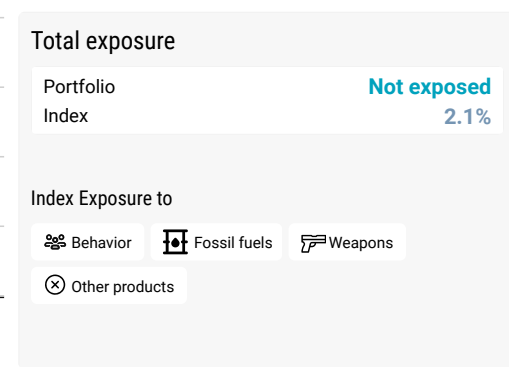 Total exposure
Portfolio Not exposed
Index 2.1%
Index Exposure to
Behavior Fossil fuels Weapons
Other products